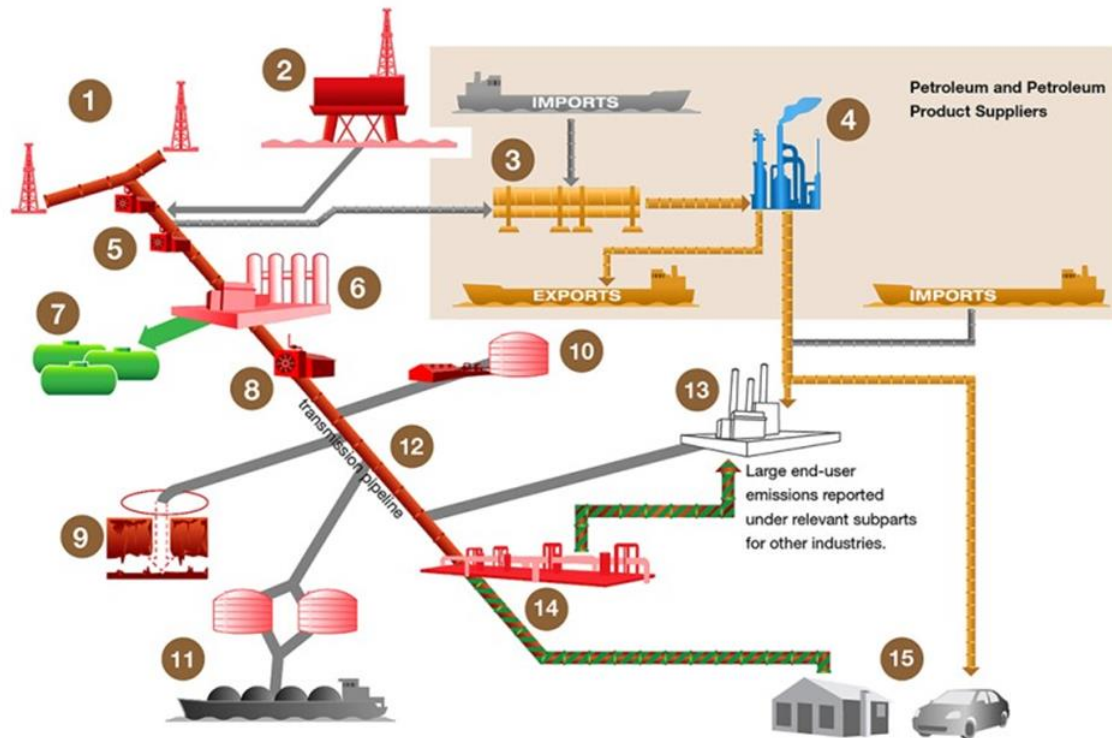 1
2
IMPORTS
Petroleum and Petroleum
Product Suppliers
4
3
5
6
EXPORTS
IMPORTS
7
8
10
transmission pipeline
12
13
Large end-user
emissions reported
under relevant subparts
for other industries.
9
14
11
15